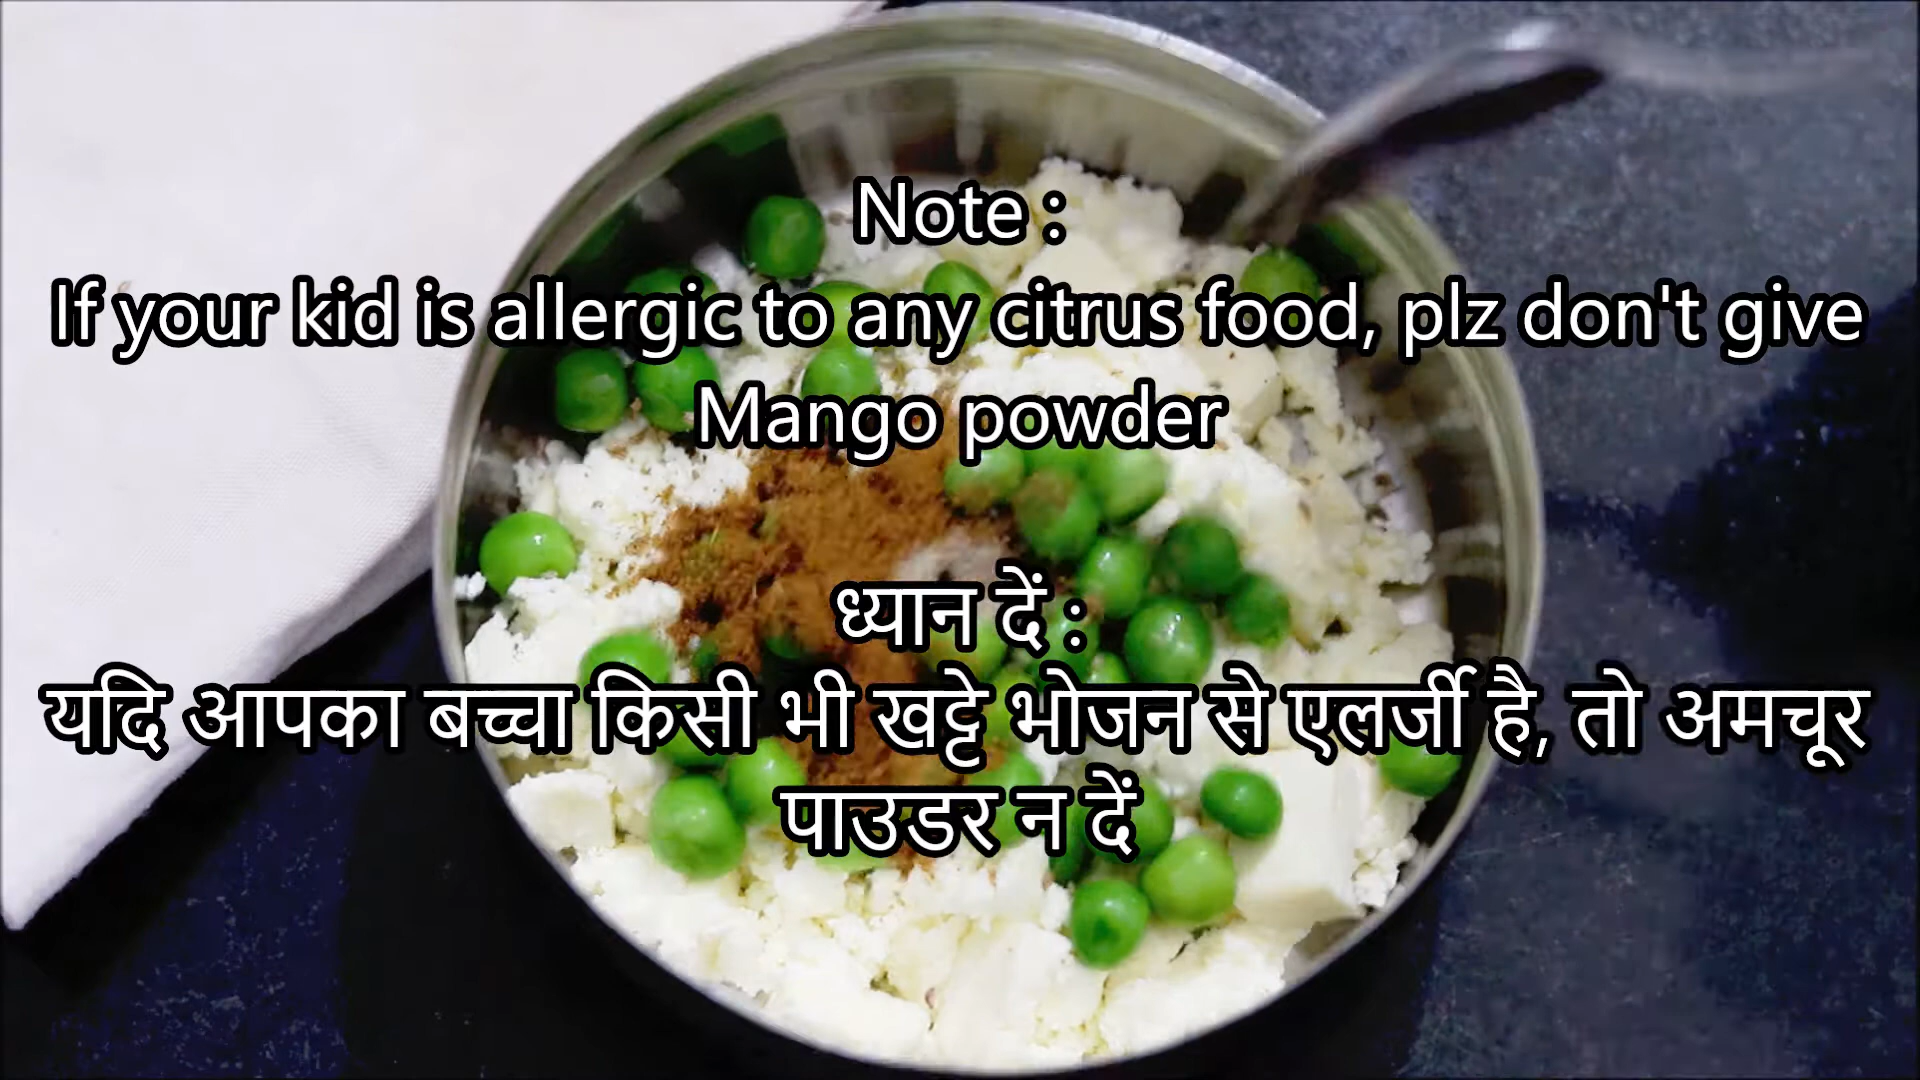 Note :
If your kid is allergic to any citrus food, plz don't give
Mango powder
ध्यान दें :
यदि आपका बच्चा किसी भी खट्टे भोजन से एलर्जी है, तो अमचूर
पाउडर न दें